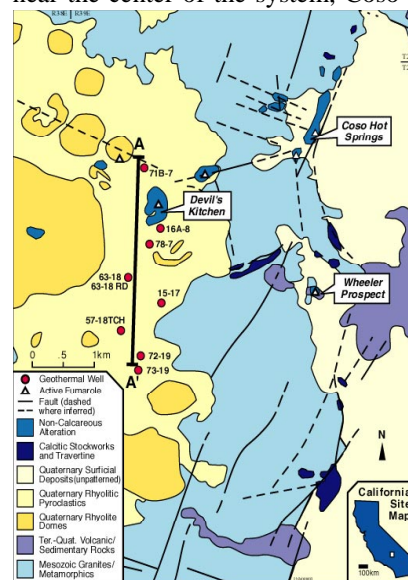 near the center of the system, Coso
R38E R39E
A
71B-7
Coso Hot
Springs
Devil's
Kitchen
16A-8
78-7
63-18
63-18 RD
15-17
Wheeler
Prospect
57-18TCH
0 .5 1km
72-19
73-19
A'
Geothermal Well
Active Fumarole
Fault (dashed
where inferred)
Non-Calcareous
Alteration
Calcitic Stockworks
and Travertine
Quaternary Surficial
Deposits(unpatterned)
Quaternary Rhyolitic
Pyroclastics
Quaternary Rhyolite
Domes
Ter.-Quat. Volcanic/
Sedimentary Rocks
Mesozoic Granites/
Metamorphics
N
California
Site
Map
100km